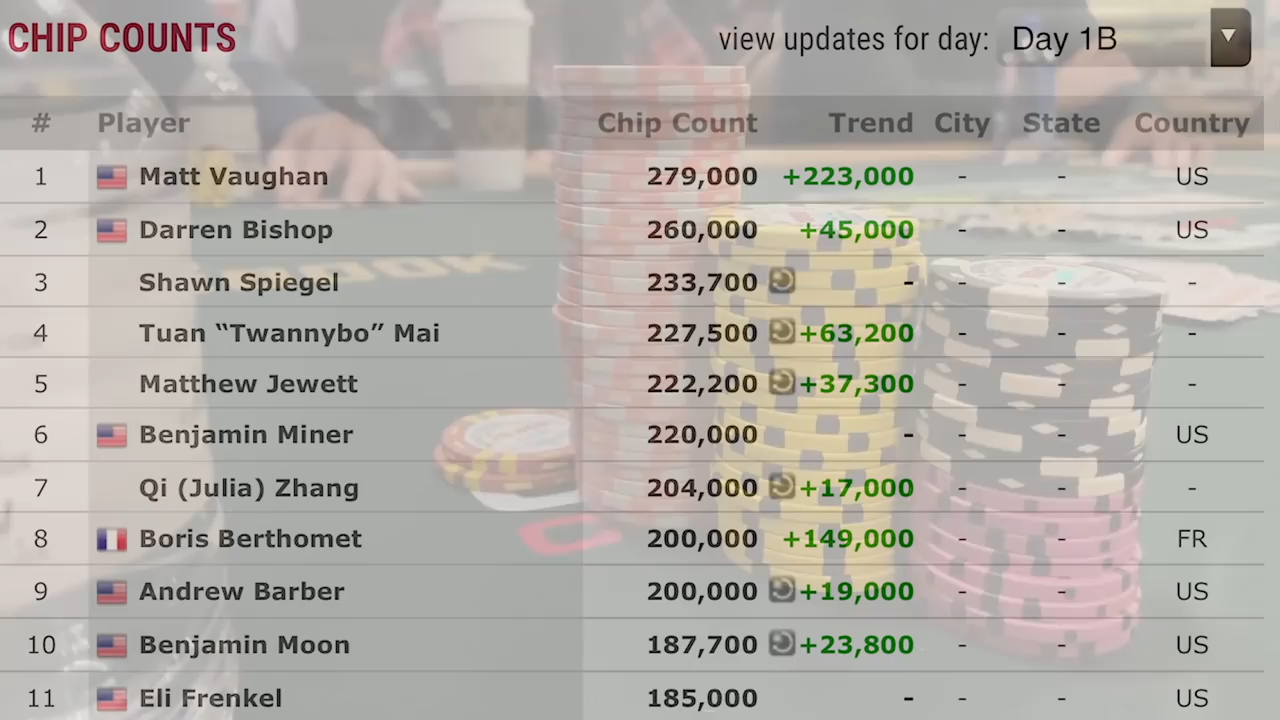 CHIP COUNTS view updates for day: Day 1B
# Player Chip Count Trend City State Country
1 Matt Vaughan 279,000 +223,000 - - US
2 Darren Bishop 260,000 +45,000 - - US
3 Shawn Spiegel 233,700 - - - -
4 Tuan “Twannybo” Mai 227,500 +63,200 - - -
5 Matthew Jewett 222,200 +37,300 - - -
6 Benjamin Miner 220,000 - - - US
7 Qi (Julia) Zhang 204,000 +17,000 - - -
8 Boris Berthomet 200,000 +149,000 - - FR
9 Andrew Barber 200,000 +19,000 - - US
10 Benjamin Moon 187,700 +23,800 - - US
11 Eli Frenkel 185,000 - - - US